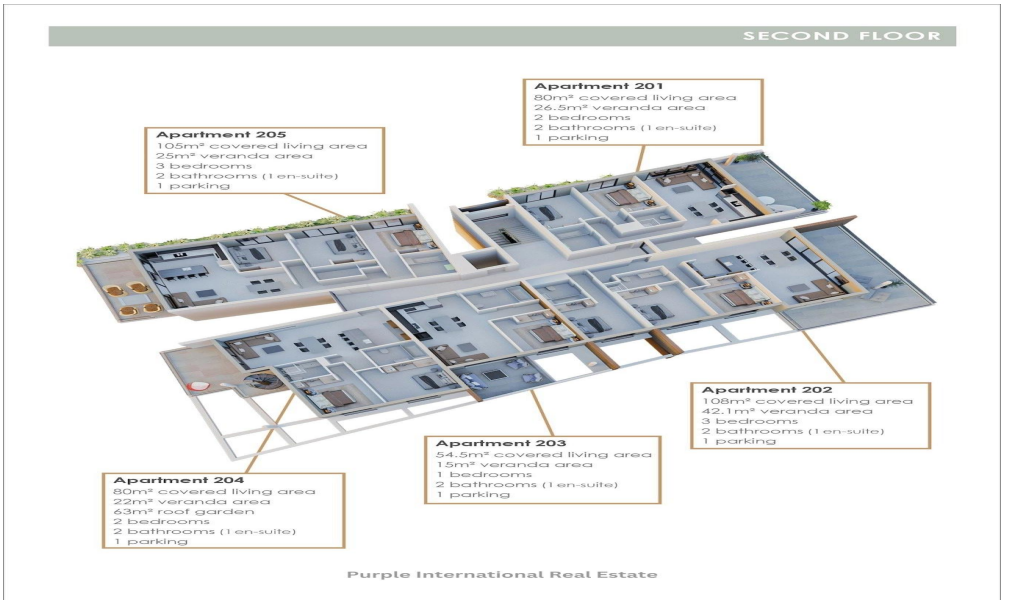 SECOND FLOOR
Apartment 201
80m² covered living area
26.5m² veranda area
2 bedrooms
2 bathrooms (1 en-suite)
1 parking
Apartment 205
105m² covered living area
25m² veranda area
3 bedrooms
2 bathrooms (1 en-suite)
1 parking
Apartment 202
108m² covered living area
42.1m² veranda area
3 bedrooms
2 bathrooms (1 en-suite)
1 parking
Apartment 203
54.5m² covered living area
15m² veranda area
1 bedrooms
2 bathrooms (1 en-suite)
1 parking
Apartment 204
80m² covered living area
22m² veranda area
63m² roof garden
2 bedrooms
2 bathrooms (1 en-suite)
1 parking
Purple International Real Estate